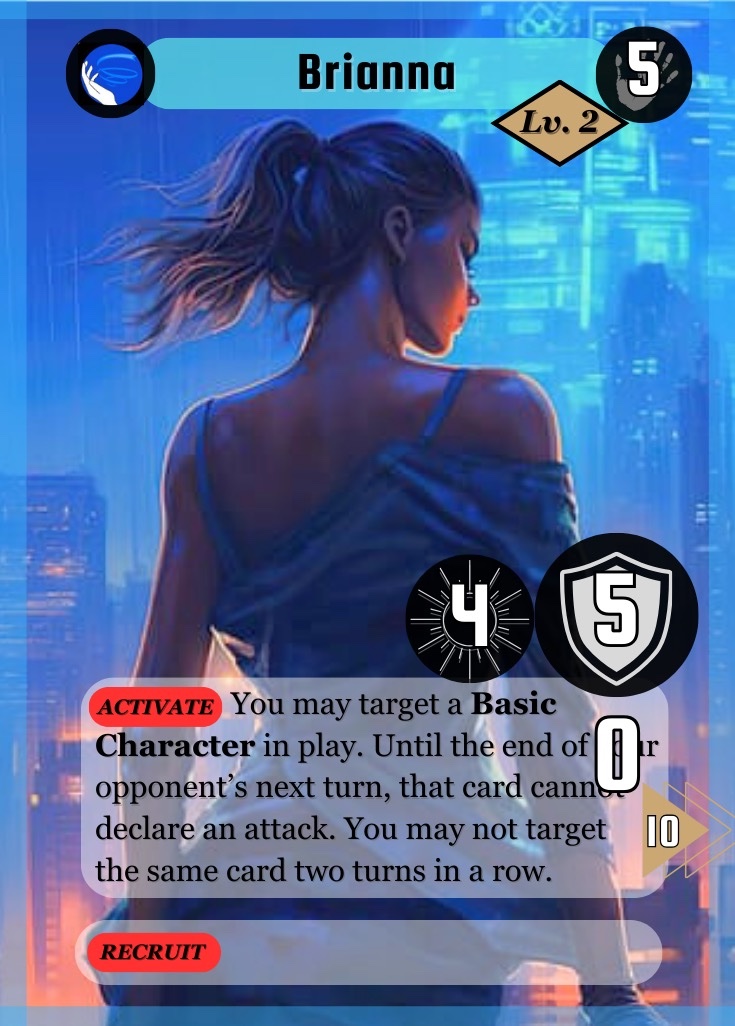 Brianna
5
Lv. 2
4
5
ACTIVATE You may target a Basic
Character in play. Until the end of
0
opponent's next turn, that card cannot
declare an attack. You may not target
10
the same card two turns in a row.
RECRUIT